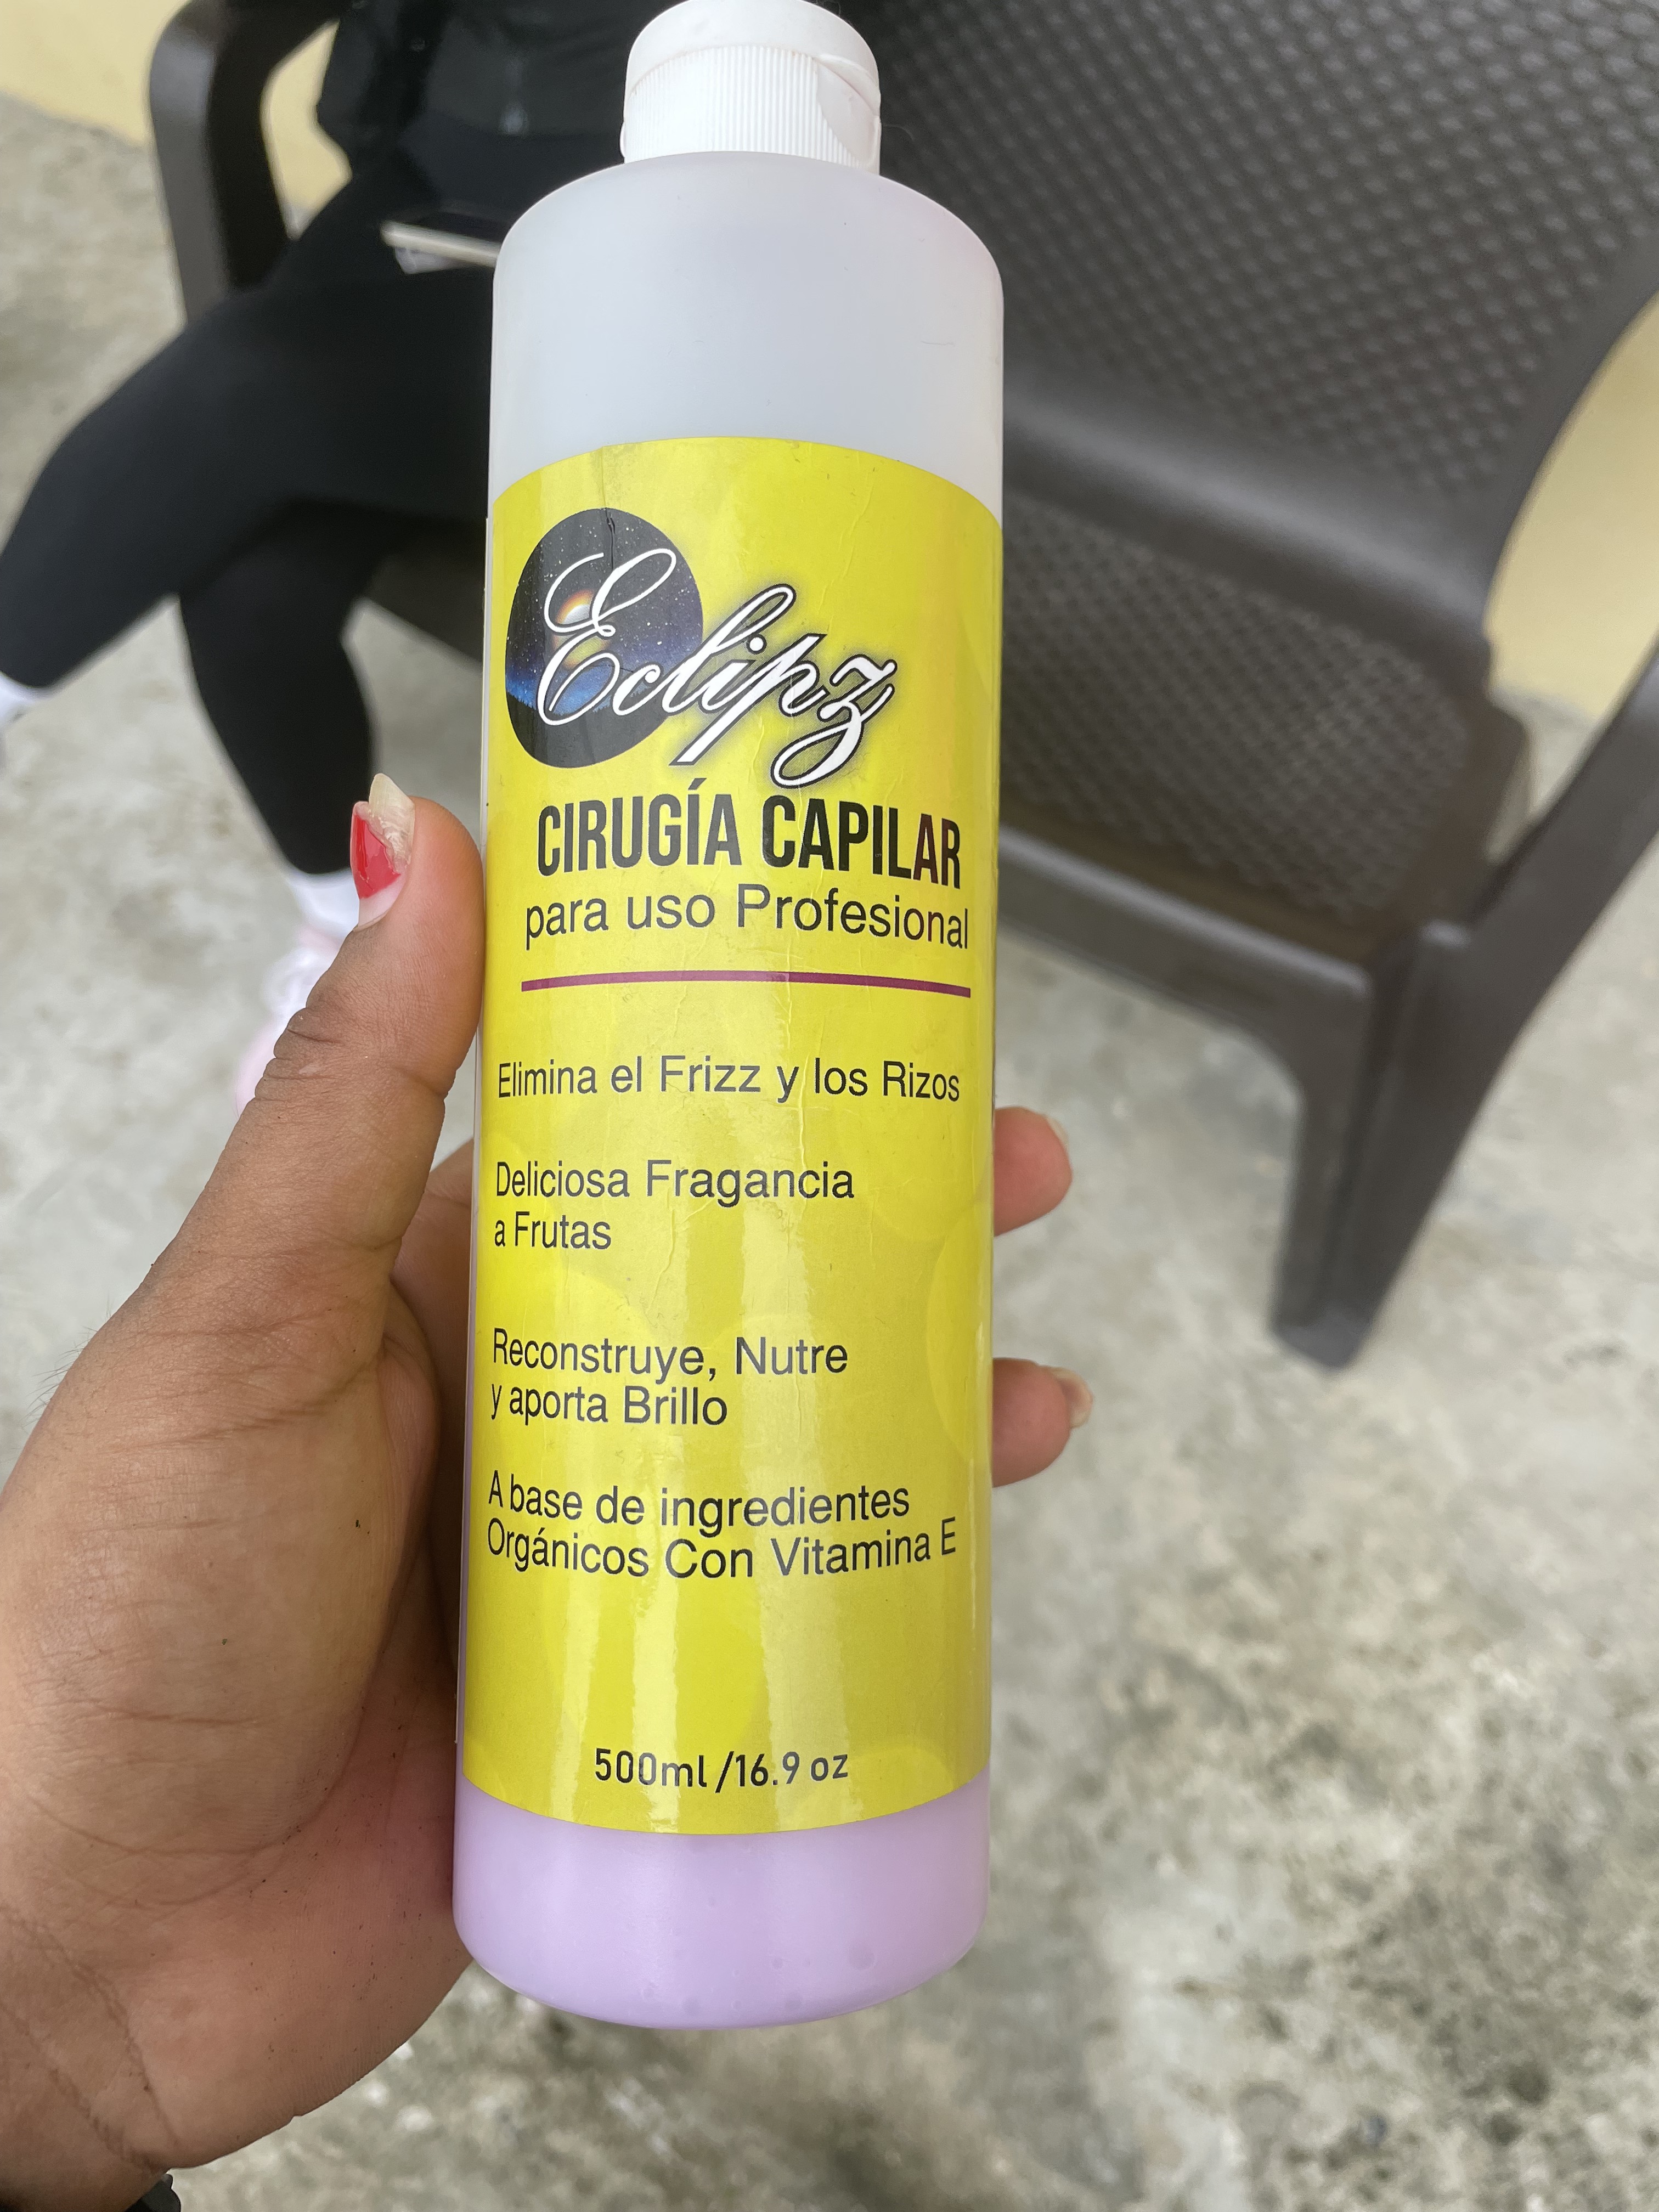 Eclipz
CIRUGÍA CAPILAR
para uso Profesional
Elimina el Frizz y los Rizos
Deliciosa Fragancia
a Frutas
Reconstruye, Nutre
y aporta Brillo
A base de ingredientes
Orgánicos Con Vitamina E
500ml /16.9 oz